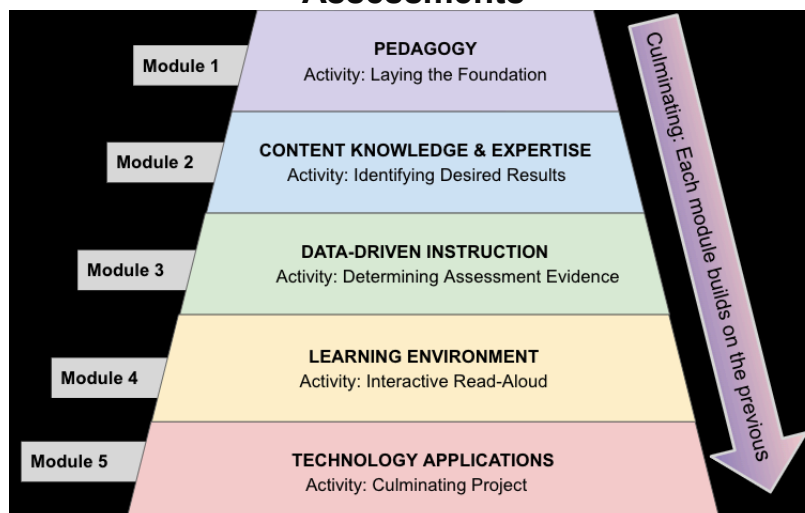 Assessments
Module 1
PEDAGOGY
Activity: Laying the Foundation
Module 2
CONTENT KNOWLEDGE & EXPERTISE
Activity: Identifying Desired Results
Module 3
DATA-DRIVEN INSTRUCTION
Activity: Determining Assessment Evidence
Module 4
LEARNING ENVIRONMENT
Activity: Interactive Read-Aloud
Module 5
TECHNOLOGY APPLICATIONS
Activity: Culminating Project
Culminating: Each module builds on the previous